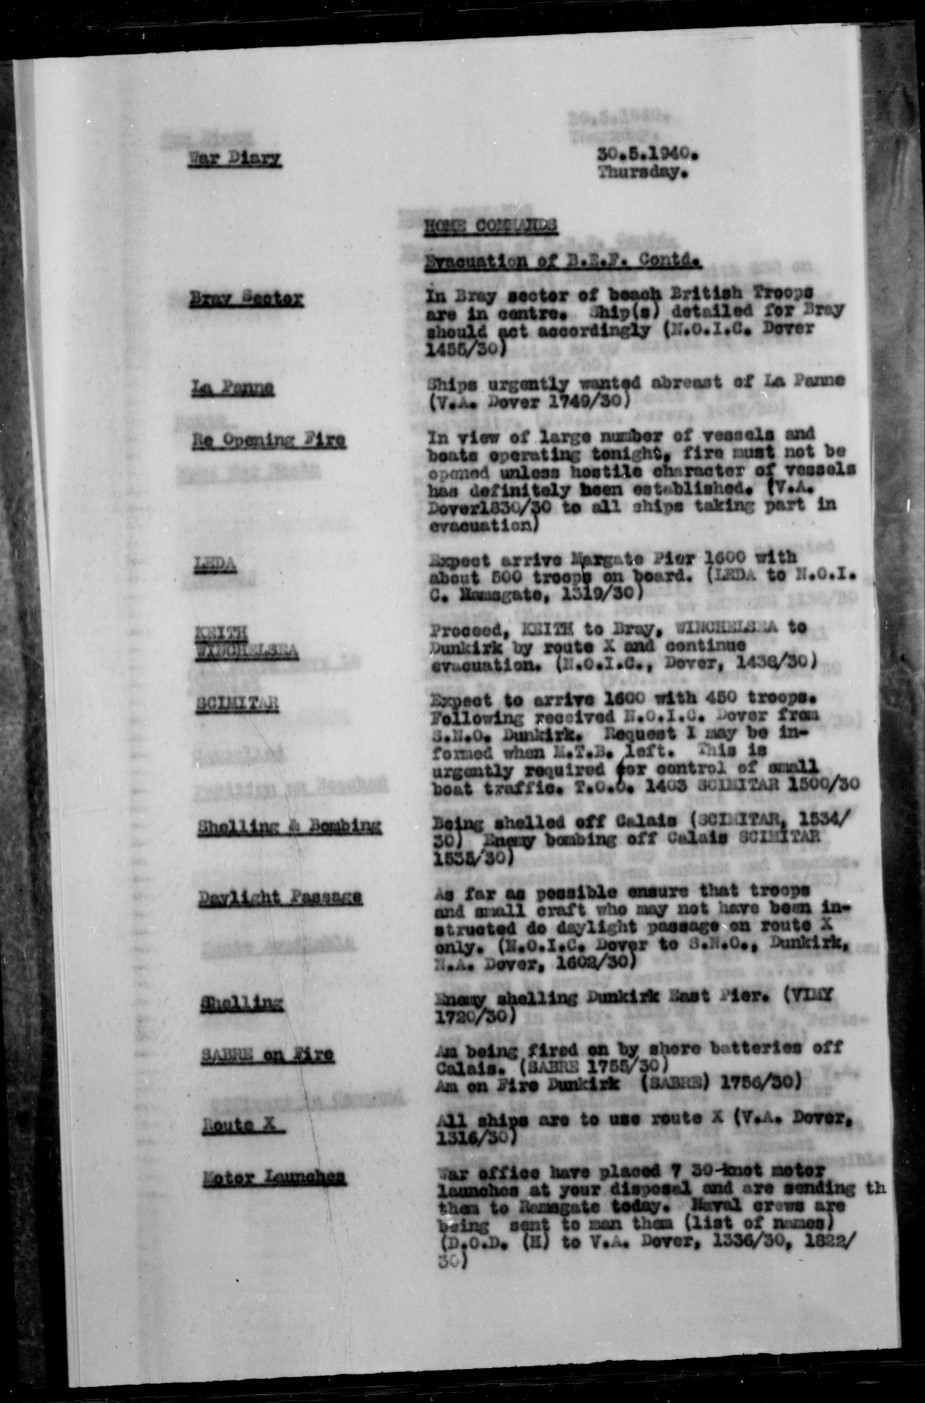 War Diary
30.5.1940.
Thursday.
HOME COMMANDS
Evacuation of B.E.F. Contd.
Bray Sector
In Bray sector of beach British Troops
are in centre. Ship(s) detailed for Bray
should act accordingly (N.O.I.C. Dover
1455/30)
La Panne
Ships urgently wanted abreast of La Panne
(V.A. Dover 1749/30)
Re Opening Fire
In view of large number of vessels and
boats operating tonight, fire must not be
opened unless hostile character of vessels
has definitely been established. (V.A.
Dover1830/30 to all ships taking part in
evacuation)
LEDA
Expect arrive Margate Pier 1600 with
about 500 troops on board. (LEDA to N.O.I.
C. Ramsgate, 1319/30)
KEITH
WINCHELSEA
Proceed, KEITH to Bray, WINCHELSEA to
Dunkirk by route X and continue
evacuation. (N.O.I.C., Dover, 1438/30)
SCIMITAR
Expect to arrive 1600 with 450 troops.
Following received N.O.I.C. Dover from
S.N.O. Dunkirk. Request I may be in-
formed when M.T.B. left. This is
urgently required for control of small
boat traffic. T.O.O. 1403 SCIMITAR 1500/30
Shelling & Bombing
Being shelled off Calais (SCIMITAR, 1534/
30) Enemy bombing off Calais SCIMITAR
1535/30)
Daylight Passage
As far as possible ensure that troops
and small craft who may not have been in-
structed do daylight passage on route X
only. (N.O.I.C. Dover to S.N.O., Dunkirk,
N.A. Dover, 1602/30)
Shelling
Enemy shelling Dunkirk East Pier. (VIMY
1720/30)
SABRE on Fire
Am being fired on by shore batteries off
Calais. (SABRE 1755/30)
Am on Fire Dunkirk (SABRE) 1756/30)
Route X
All ships are to use route X (V.A. Dover,
1316/30)
Motor Launches
War office have placed 7 30-knot motor
launches at your disposal and are sending th
them to Ramsgate today. Naval crews are
being sent to man them (list of names)
(D.O.D. (H) to V.A. Dover, 1336/30, 1822/
30)